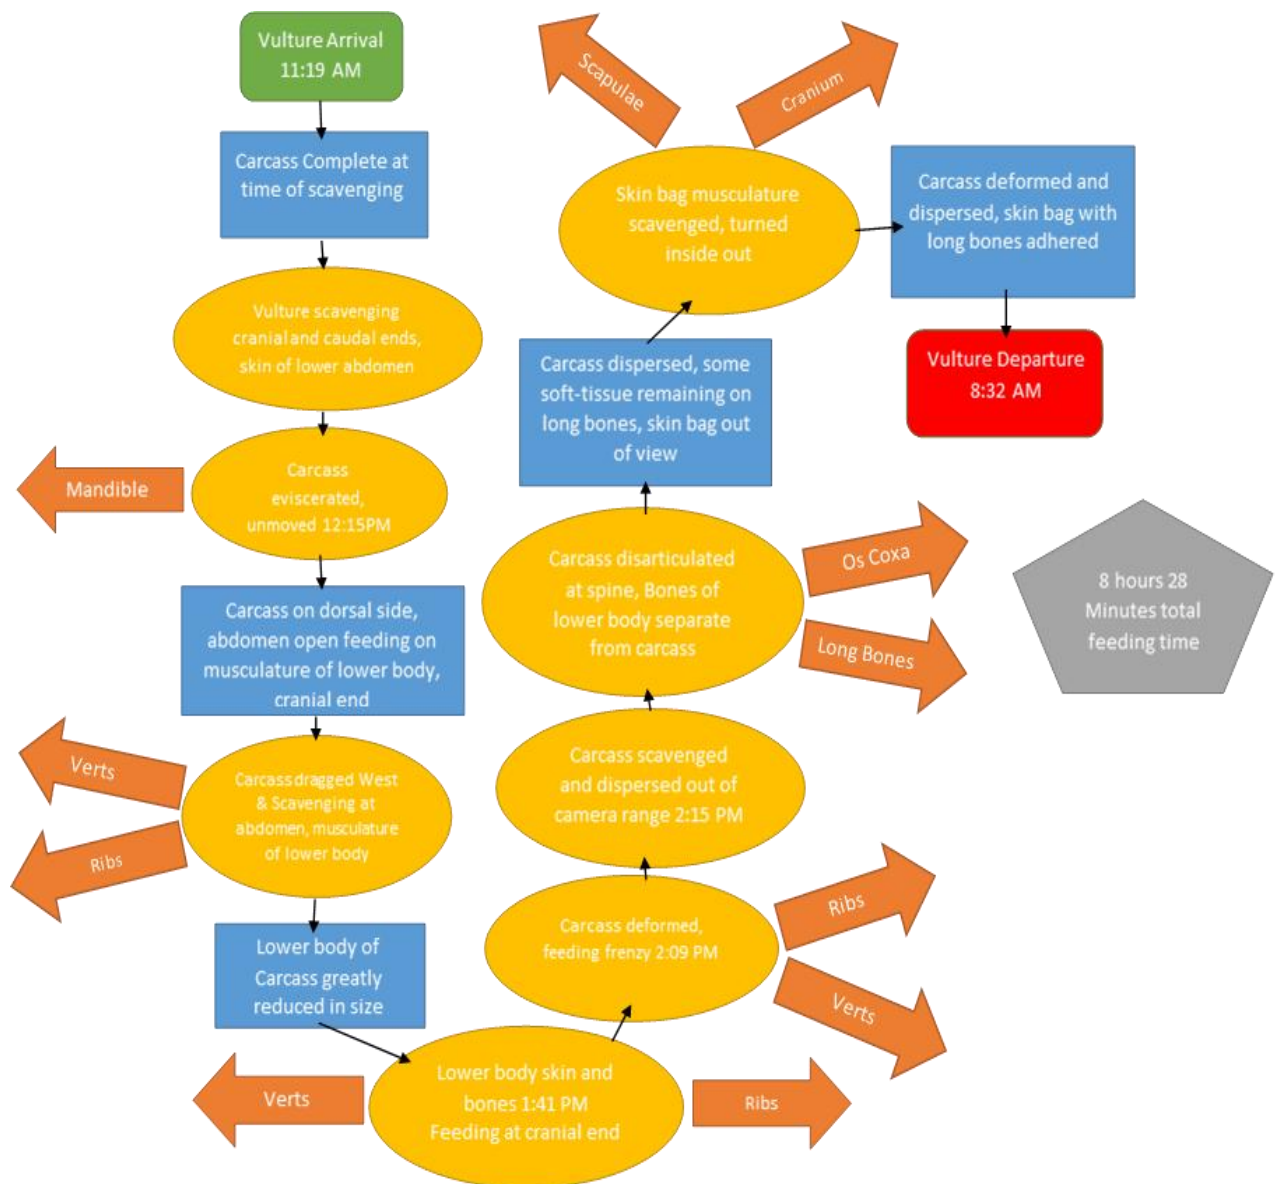 Vulture Arrival
11:19 AM
Carcass Complete at
time of scavenging
Vulture scavenging
cranial and caudal ends,
skin of lower abdomen
Carcass
eviscerated,
unmoved 12:15PM
Mandible
Carcass on dorsal side,
abdomen open feeding on
musculature of lower body,
cranial end
Carcass dragged West
& Scavenging at
abdomen, musculature
of lower body
Verts
Ribs
Lower body of
Carcass greatly
reduced in size
Lower body skin and
bones 1:41 PM
Feeding at cranial end
Verts
Ribs
Carcass deformed,
feeding frenzy 2:09 PM
Ribs
Verts
Carcass scavenged
and dispersed out of
camera range 2:15 PM
Carcass disarticulated
at spine, Bones of
lower body separate
from carcass
Os Coxa
Long Bones
Carcass dispersed, some
soft-tissue remaining on
long bones, skin bag out
of view
Skin bag musculature
scavenged, turned
inside out
Scapulae
Cranium
Carcass deformed and
dispersed, skin bag with
long bones adhered
Vulture Departure
8:32 AM
8 hours 28
Minutes total
feeding time